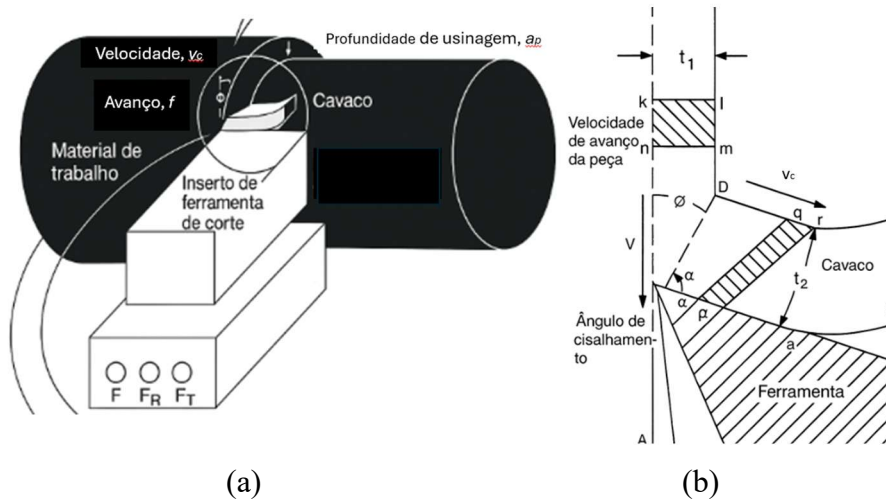 Velocidade, vc
Profundidade de usinagem, ap
Avanço, f
Φ
Cavaco
Material de
trabalho
Inserto de
ferramenta
de corte
F FR FT
(a)
t1
k l
Velocidade
de avanço
da peça
n m
D
vc
Ø
q r
V
α
t2
Cavaco
α
Ângulo de
cisalhamen-
to
a
Ferramenta
A
(b)